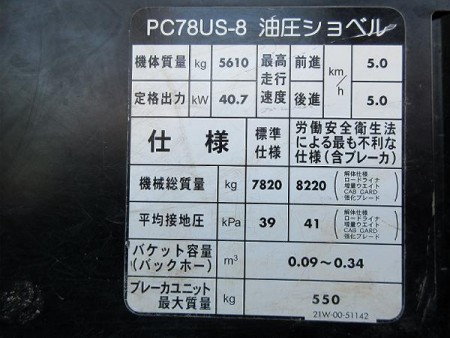 PC78US-8 油圧ショベル
機体質量 kg 5610 最高走行速度 前進 km/h 5.0
定格出力 kW 40.7 後進 5.0
仕様 標準仕様 労働安全衛生法による最も不利な仕様(含ブレーカ)
機械総質量 kg 7820 8220 (解体仕様 ロードライナ 増量ウエイト CAB GARD 強化ブレード)
平均接地圧 kPa 39 41 (解体仕様 ロードライナ 増量ウエイト CAB GARD 強化ブレード)
バケット容量(バックホー) m³ 0.09～0.34
ブレーカユニット最大質量 kg 550
21W-00-51142